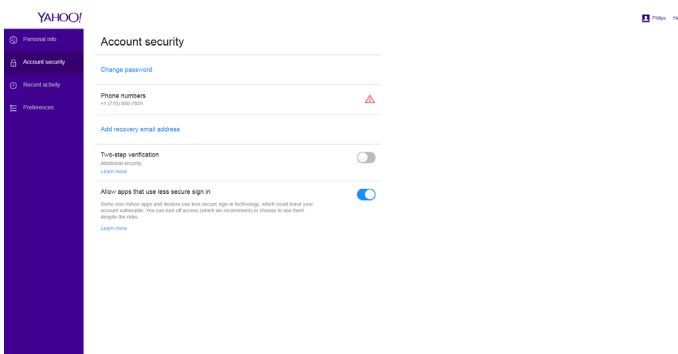 YAHOO!
Philips
Personal info
Account security
Recent activity
Preferences
Account security
Change password
Phone numbers
Add recovery email address
Two-step verification
Additional security
Learn more
Allow apps that use less secure sign in
Some non-Yahoo apps and devices use less secure sign-in technology, which could leave your
account vulnerable. You can turn off access (which we recommend) or choose to use them
despite the risks.
Learn more